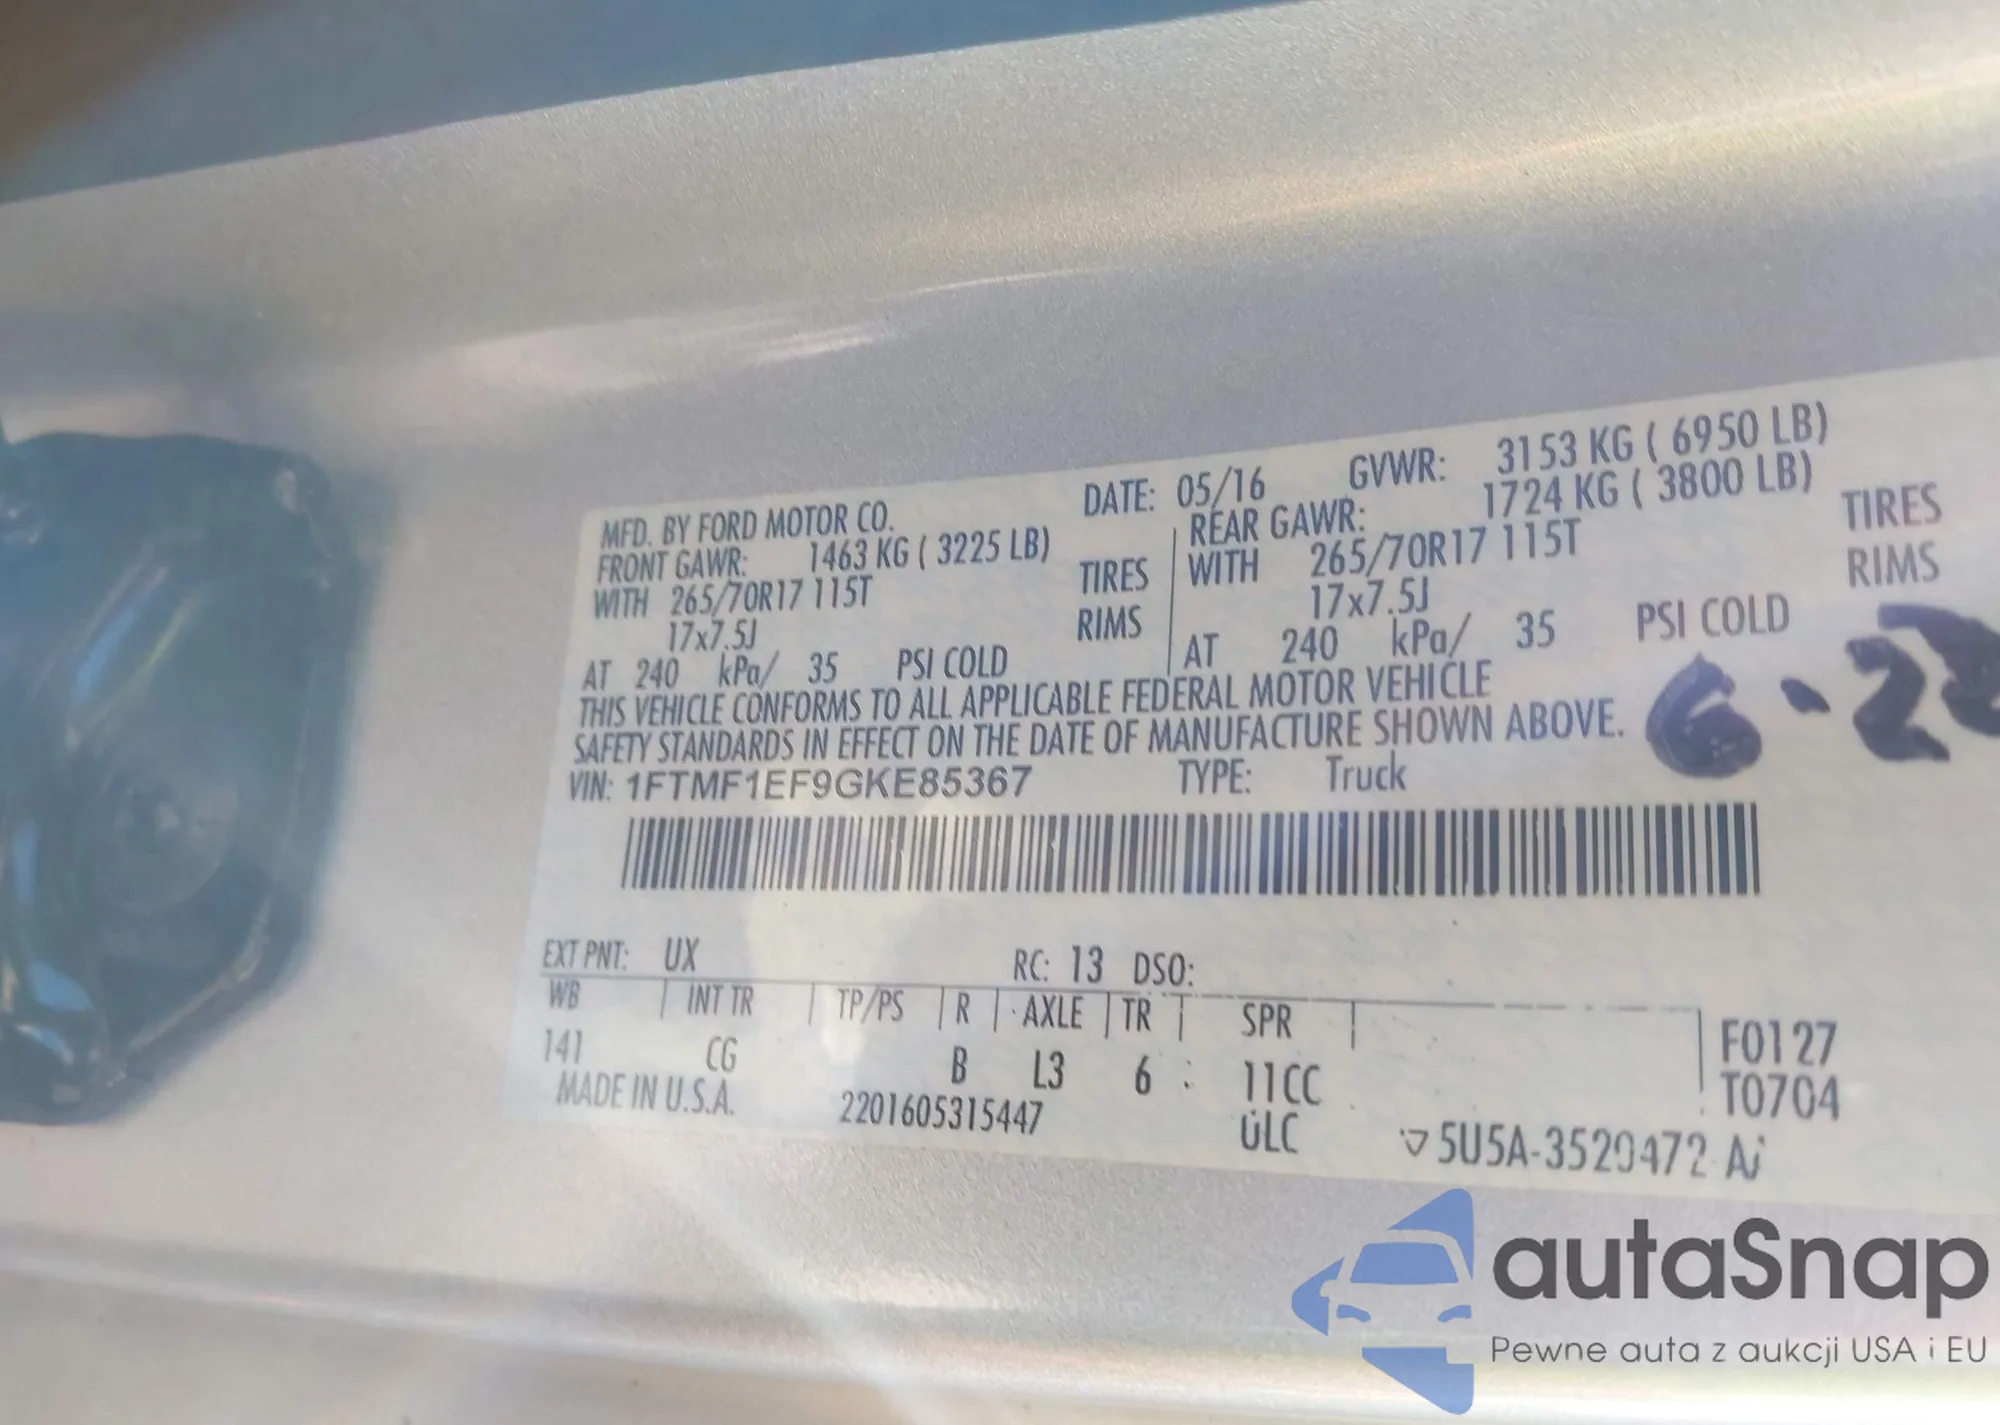 MFD. BY FORD MOTOR CO. DATE: 05/16 GVWR: 3153 KG ( 6950 LB)
FRONT GAWR: 1463 KG ( 3225 LB) REAR GAWR: 1724 KG ( 3800 LB)
WITH 265/70R17 115T TIRES WITH 265/70R17 115T TIRES
17x7.5J RIMS 17x7.5J RIMS
AT 240 kPa/ 35 PSI COLD AT 240 kPa/ 35 PSI COLD
THIS VEHICLE CONFORMS TO ALL APPLICABLE FEDERAL MOTOR VEHICLE
SAFETY STANDARDS IN EFFECT ON THE DATE OF MANUFACTURE SHOWN ABOVE.
VIN: 1FTMF1EF9GKE85367 TYPE: Truck
EXT PNT: UX RC: 13 DSO:
WB INT TR TP/PS R AXLE TR SPR
141 CG B L3 6 11CC
F0127
T0704
MADE IN U.S.A. 2201605315447 ULC
5U5A-3520472
autaSnap
Pewne auta z aukcji USA i EU